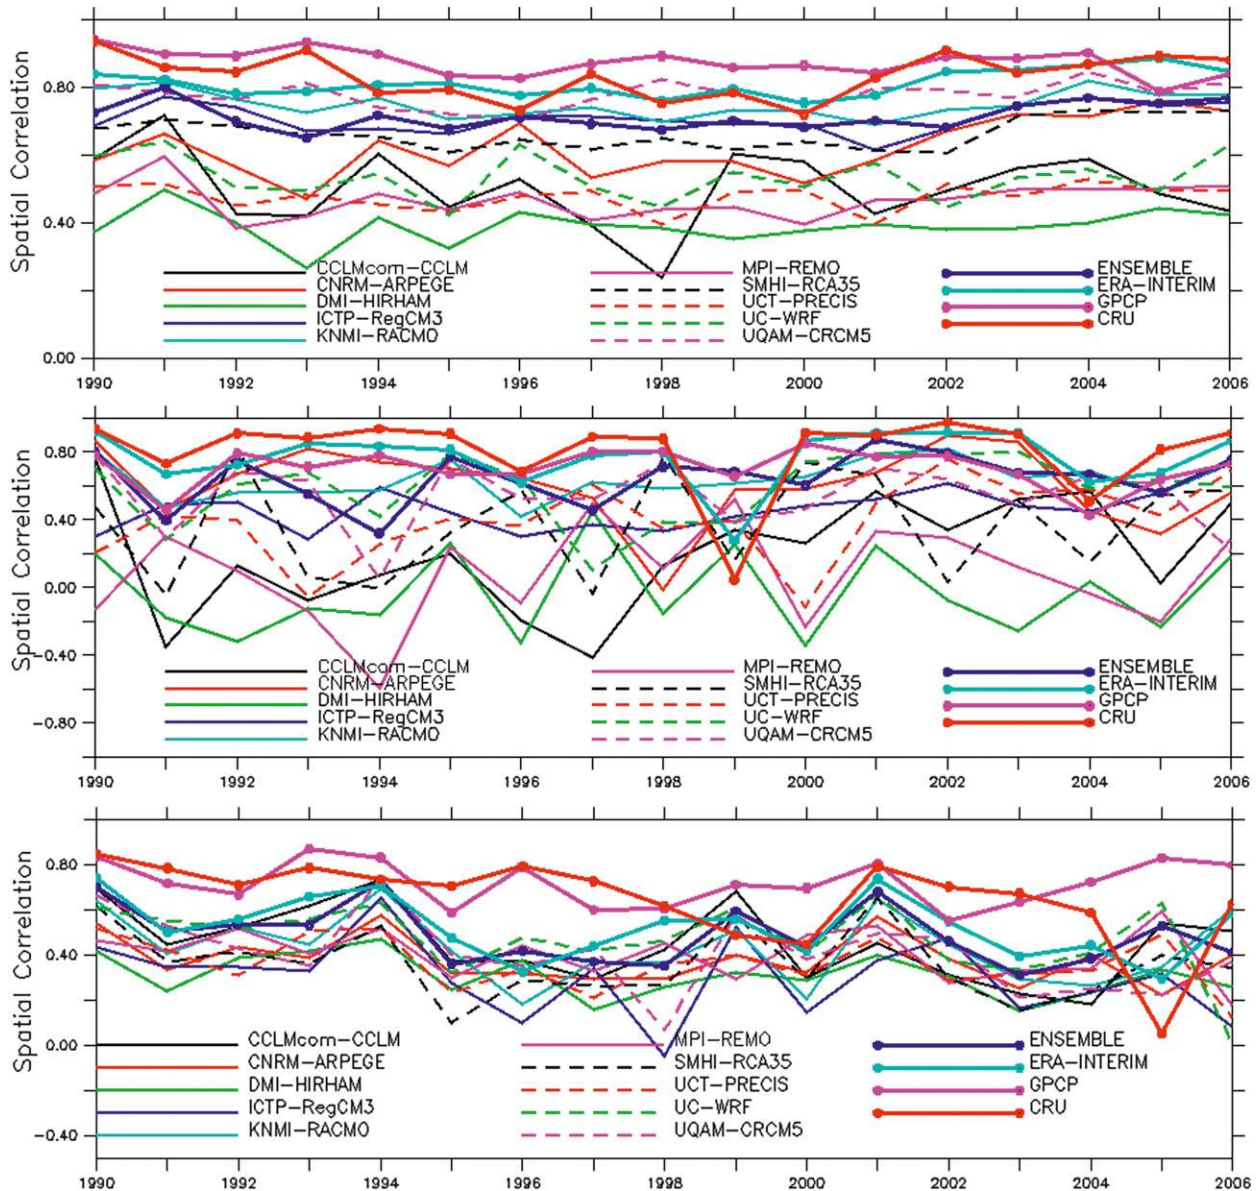 Spatial Correlation
0.80
0.40
0.00
CCLMcom-CCLM
CNRM-ARPEGE
DMI-HIRHAM
ICTP-RegCM3
KNMI-RACMO
MPI-REMO
SMHI-RCA35
UCT-PRECIS
UC-WRF
UQAM-CRCM5
ENSEMBLE
ERA-INTERIM
GPCP
CRU
1990 1992 1994 1996 1998 2000 2002 2004 2006
Spatial Correlation
0.80
0.40
0.00
-0.40
-0.80
CCLMcom-CCLM
CNRM-ARPEGE
DMI-HIRHAM
ICTP-RegCM3
KNMI-RACMO
MPI-REMO
SMHI-RCA35
UCT-PRECIS
UC-WRF
UQAM-CRCM5
ENSEMBLE
ERA-INTERIM
GPCP
CRU
1990 1992 1994 1996 1998 2000 2002 2004 2006
Spatial Correlation
0.80
0.40
0.00
-0.40
CCLMcom-CCLM
CNRM-ARPEGE
DMI-HIRHAM
ICTP-RegCM3
KNMI-RACMO
MPI-REMO
SMHI-RCA35
UCT-PRECIS
UC-WRF
UQAM-CRCM5
ENSEMBLE
ERA-INTERIM
GPCP
CRU
1990 1992 1994 1996 1998 2000 2002 2004 2006